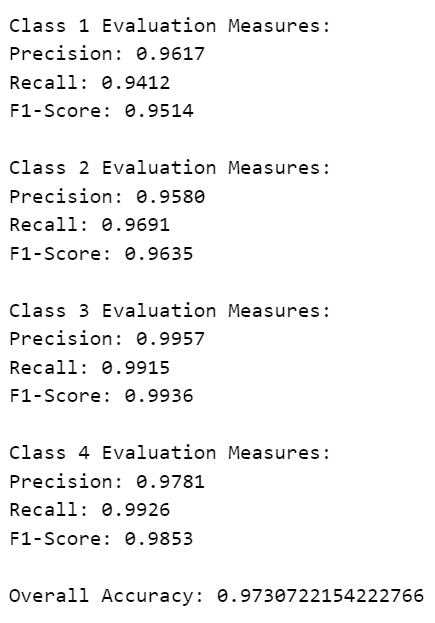 Class 1 Evaluation Measures:
Precision: 0.9617
Recall: 0.9412
F1-Score: 0.9514
Class 2 Evaluation Measures:
Precision: 0.9580
Recall: 0.9691
F1-Score: 0.9635
Class 3 Evaluation Measures:
Precision: 0.9957
Recall: 0.9915
F1-Score: 0.9936
Class 4 Evaluation Measures:
Precision: 0.9781
Recall: 0.9926
F1-Score: 0.9853
Overall Accuracy: 0.9730722154222766